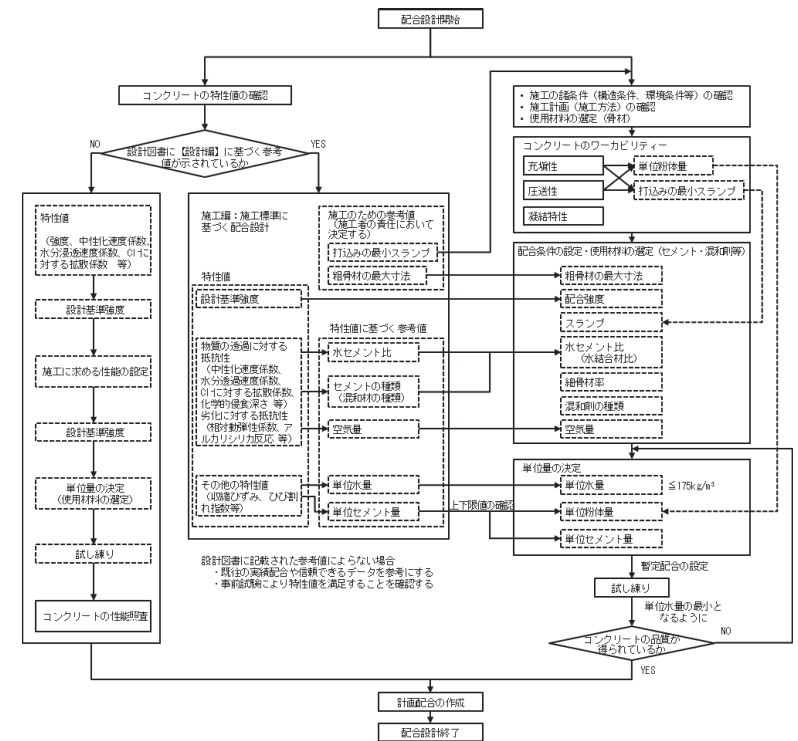 配合設計開始
コンクリートの特性値の確認
NO
設計図書に【設計編】に基づく参考
値が示されているか
YES
特性値
(強度、中性化速度係数、
水分浸透速度係数、Cl⁻に
対する拡散係数 等)
設計基準強度
施工に求める性能の設定
設計基準強度
単位量の決定
(使用材料の選定)
試し練り
コンクリートの性能照査
施工編:施工標準に
基づく配合設計
施工のための参考値
(施工者の責任において
決定する)
打込みの最小スランプ
粗骨材の最大寸法
特性値
設計基準強度
物質の透過に対する
抵抗性
(中性化速度係数、
水分透過速度係数、
Cl⁻に対する拡散係数、
化学的侵食深さ 等)
劣化に対する抵抗性
(相対動弾性係数、ア
ルカリシリカ反応 等)
その他の特性値
(収縮ひずみ、ひび割
れ指数等)
特性値に基づく参考値
水セメント比
セメントの種類
(混和材の種類)
空気量
単位水量
単位セメント量
設計図書に記載された参考値によらない場合
・既往の実績配合や信頼できるデータを参考にする
・事前試験により特性値を満足することを確認する
・ 施工の諸条件(構造条件、環境条件等)の確認
・ 施工計画(施工方法)の確認
・ 使用材料の選定(骨材)
コンクリートのワーカビリティー
充塡性
圧送性
凝結特性
単位粉体量
打込みの最小スランプ
配合条件の設定・使用材料の選定(セメント・混和剤等)
粗骨材の最大寸法
配合強度
スランプ
水セメント比
(水結合材比)
細骨材率
混和剤の種類
空気量
単位量の決定
単位水量
≦175kg/m³
上下限値の確認
単位粉体量
単位セメント量
暫定配合の設定
試し練り
単位水量の最小と
なるように
コンクリートの品質が
得られているか
NO
YES
計画配合の作成
配合設計終了